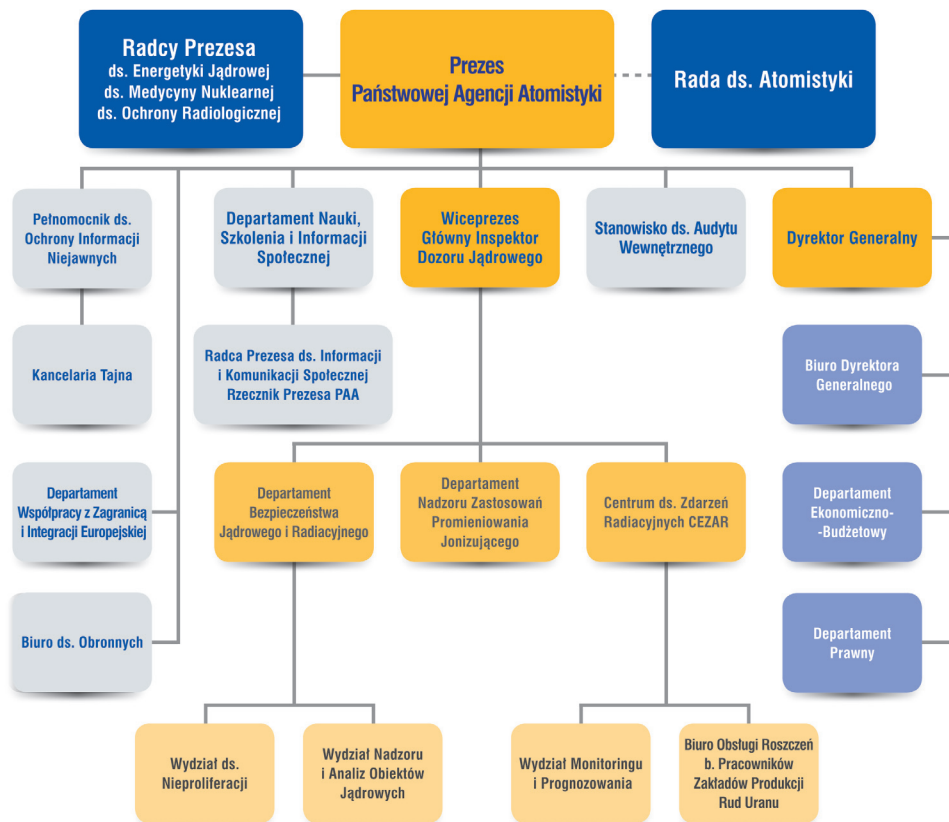 Radcy Prezesa
ds. Energetyki Jądrowej
ds. Medycyny Nuklearnej
ds. Ochrony Radiologicznej
Prezes
Państwowej Agencji Atomistyki
Rada ds. Atomistyki
Pełnomocnik ds.
Ochrony Informacji
Niejawnych
Departament Nauki,
Szkolenia i Informacji
Społecznej
Wiceprezes
Główny Inspektor
Dozoru Jądrowego
Stanowisko ds. Audytu
Wewnętrznego
Dyrektor Generalny
Kancelaria Tajna
Radca Prezesa ds. Informacji
i Komunikacji Społecznej
Rzecznik Prezesa PAA
Biuro Dyrektora
Generalnego
Departament
Współpracy z Zagranicą
i Integracji Europejskiej
Departament
Bezpieczeństwa
Jądrowego i Radiacyjnego
Departament
Nadzoru Zastosowań
Promieniowania
Jonizującego
Centrum ds. Zdarzeń
Radiacyjnych CEZAR
Departament
Ekonomiczno-
-Budżetowy
Biuro ds. Obronnych
Departament
Prawny
Wydział ds.
Nieproliferacji
Wydział Nadzoru
i Analiz Obiektów
Jądrowych
Wydział Monitoringu
i Prognozowania
Biuro Obsługi Roszczeń
b. Pracowników
Zakładów Produkcji
Rud Uranu